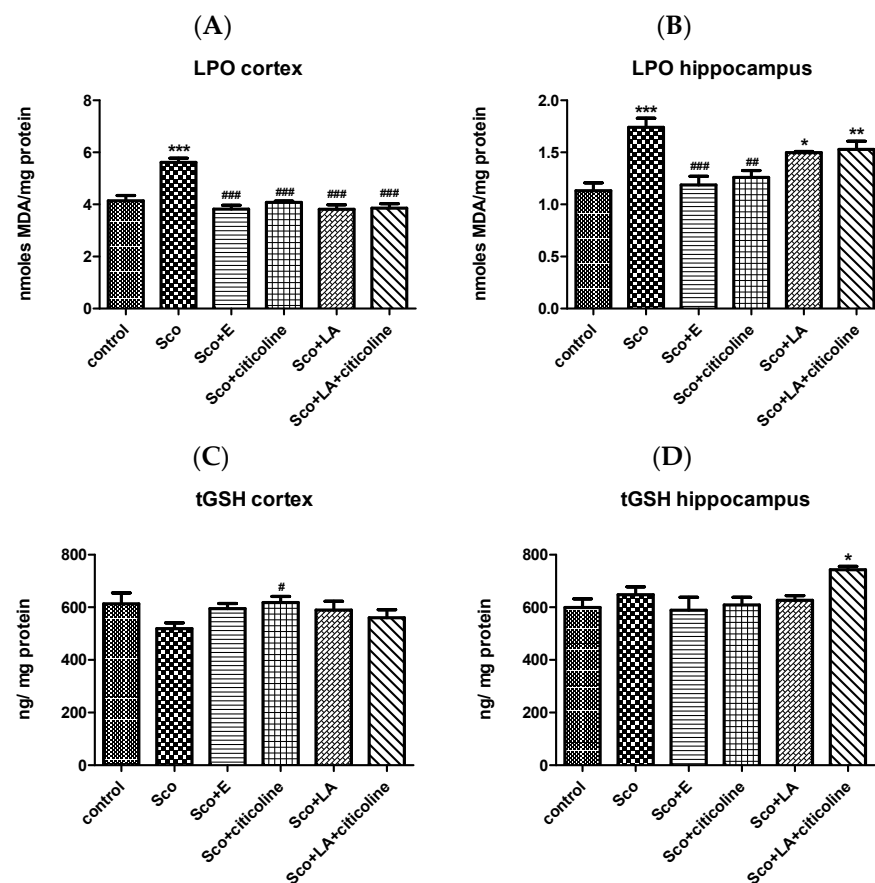 (A)
LPO cortex
nmoles MDA/mg protein
8
6
4
2
0
***
###
###
###
###
control
Sco
Sco+E
Sco+citicoline
Sco+LA
Sco+LA+citicoline
(B)
LPO hippocampus
nmoles MDA/mg protein
2.0
1.5
1.0
0.5
0.0
***
###
##
*
**
control
Sco
Sco+E
Sco+citicoline
Sco+LA
Sco+LA+citicoline
(C)
tGSH cortex
ng/ mg protein
800
600
400
200
0
#
control
Sco
Sco+E
Sco+citicoline
Sco+LA
Sco+LA+citicoline
(D)
tGSH hippocampus
ng/ mg protein
800
600
400
200
0
*
control
Sco
Sco+E
Sco+citicoline
Sco+LA
Sco+LA+citicoline